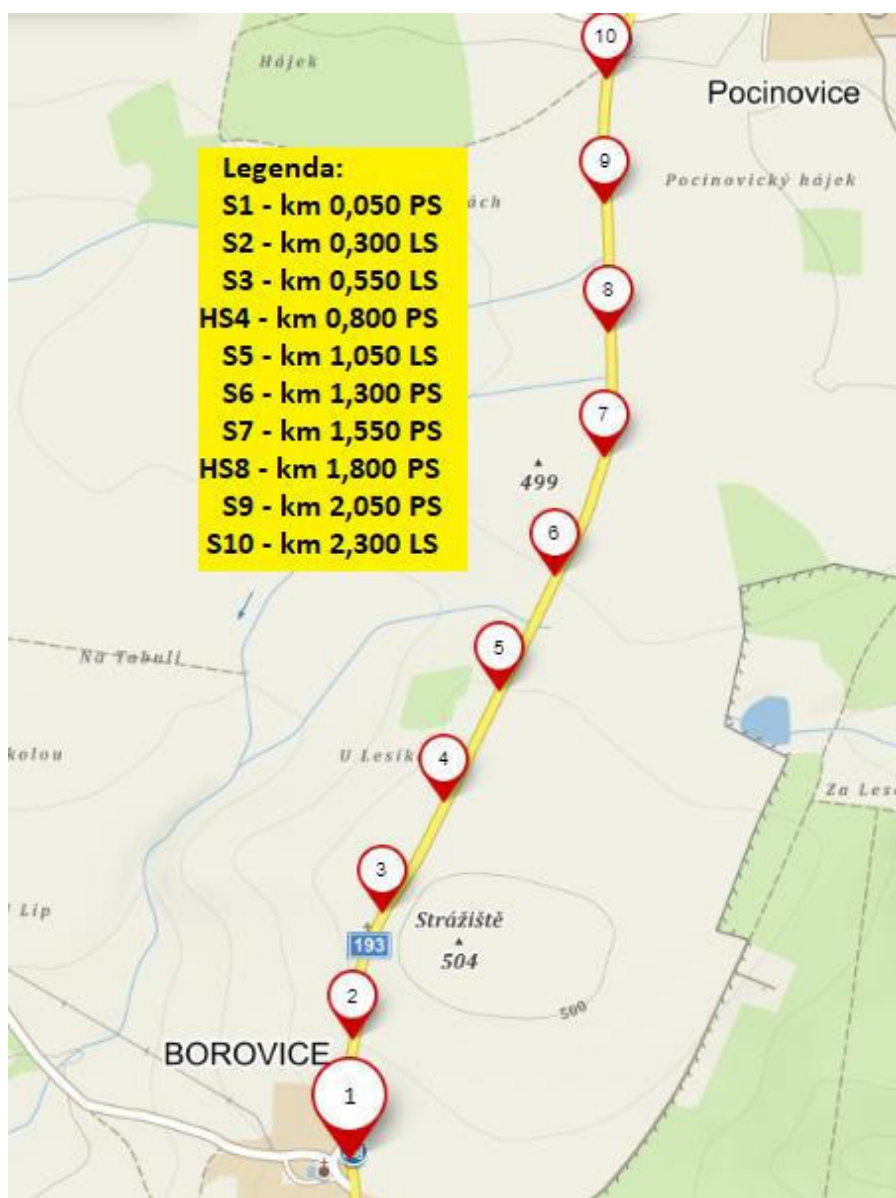 10
Hájek
Pocinovice
9
Pocinovický hájek
ách
Legenda:
S1 - km 0,050 PS
S2 - km 0,300 LS
S3 - km 0,550 LS
HS4 - km 0,800 PS
S5 - km 1,050 LS
S6 - km 1,300 PS
S7 - km 1,550 PS
HS8 - km 1,800 PS
S9 - km 2,050 PS
S10 - km 2,300 LS
8
7
499
6
5
Na Tabuli
kolou
U Lesík
4
Za Les
3
Lip
Strážiště
193
504
2
500
BOROVICE
1